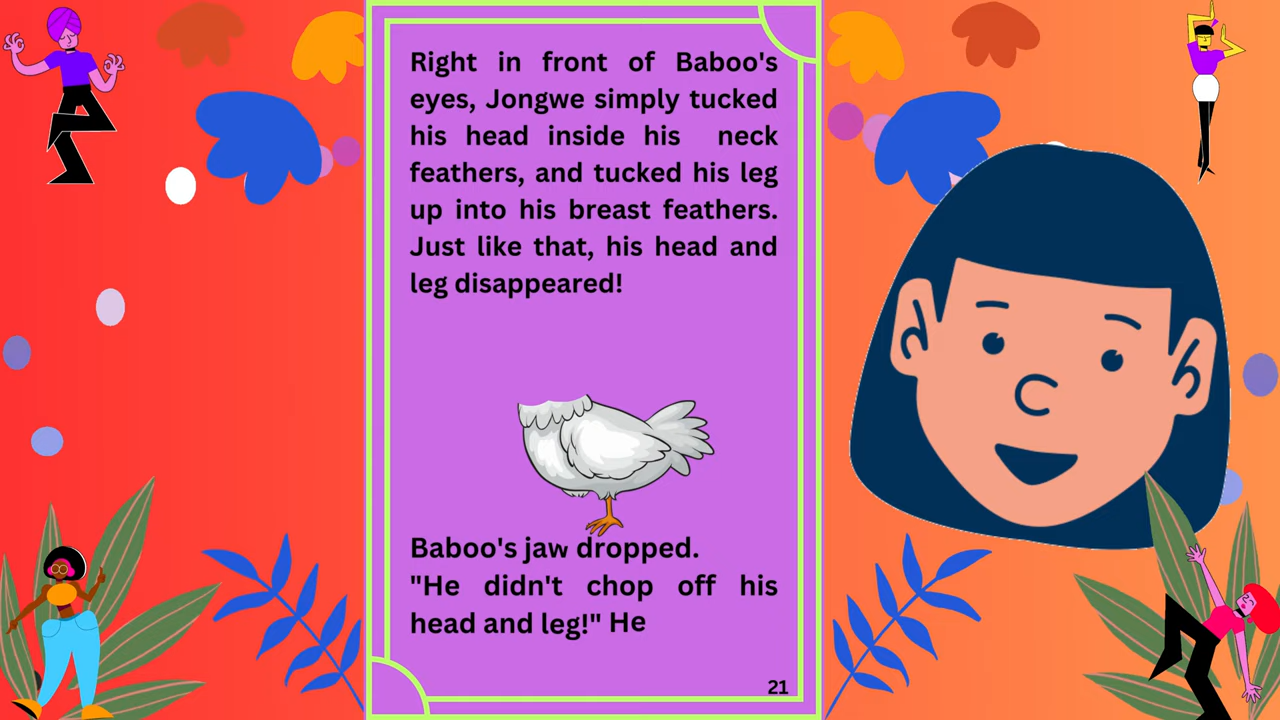 Right in front of Baboo's
eyes, Jongwe simply tucked
his head inside his neck
feathers, and tucked his leg
up into his breast feathers.
Just like that, his head and
leg disappeared!
Baboo's jaw dropped.
"He didn't chop off his
head and leg!" He
21